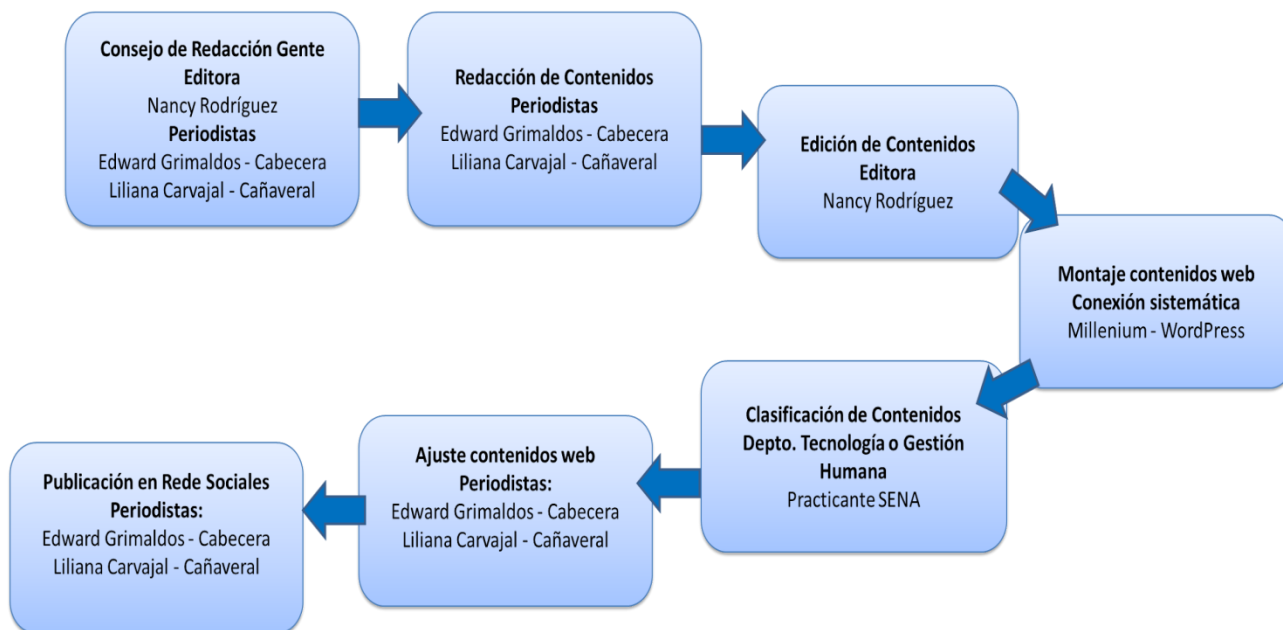 Consejo de Redacción Gente
Editora
Nancy Rodríguez
Periodistas
Edward Grimaldos - Cabecera
Liliana Carvajal - Cañaveral
Redacción de Contenidos
Periodistas
Edward Grimaldos - Cabecera
Liliana Carvajal - Cañaveral
Edición de Contenidos
Editora
Nancy Rodríguez
Montaje contenidos web
Conexión sistemática
Millenium - WordPress
Clasificación de Contenidos
Depto. Tecnología o Gestión
Humana
Practicante SENA
Ajuste contenidos web
Periodistas:
Edward Grimaldos - Cabecera
Liliana Carvajal - Cañaveral
Publicación en Rede Sociales
Periodistas:
Edward Grimaldos - Cabecera
Liliana Carvajal - Cañaveral